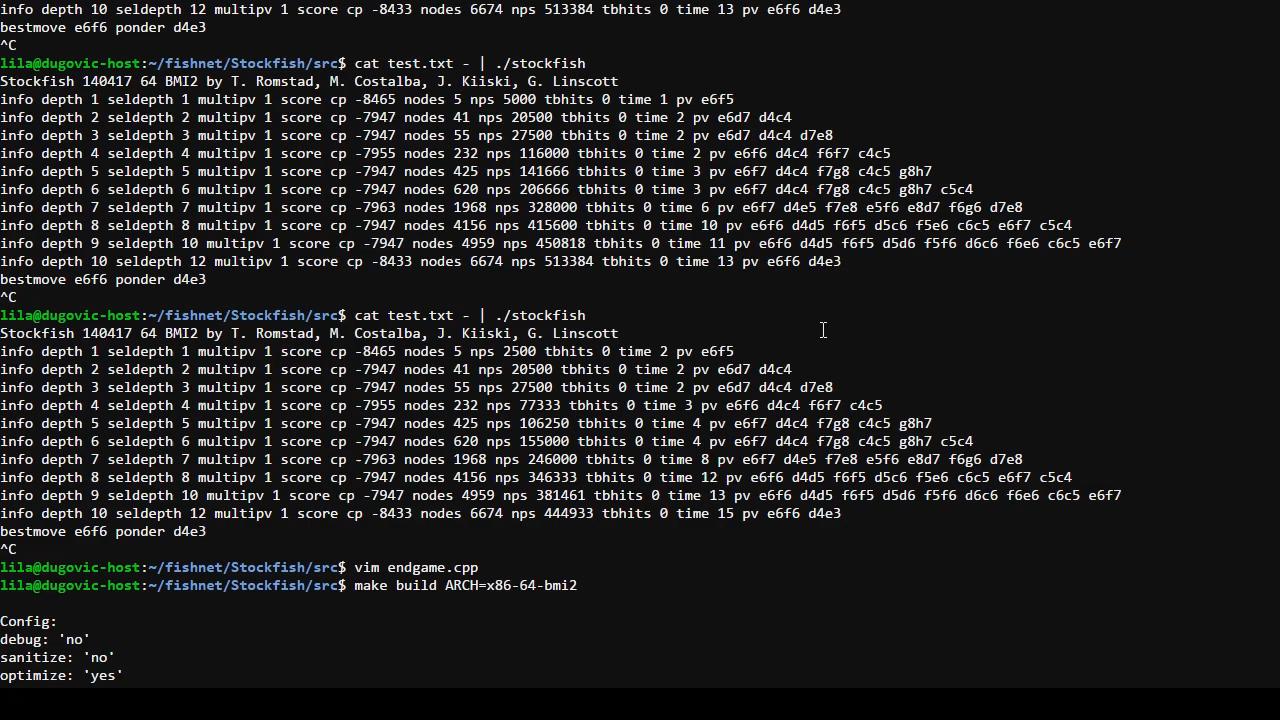 info depth 10 seldepth 12 multipv 1 score cp -8433 nodes 6674 nps 513384 tbhits 0 time 13 pv e6f6 d4e3
bestmove e6f6 ponder d4e3
^C
lila@dugovic-host:~/fishnet/Stockfish/src$ cat test.txt - | ./stockfish
Stockfish 140417 64 BMI2 by T. Romstad, M. Costalba, J. Kiiski, G. Linscott
info depth 1 seldepth 1 multipv 1 score cp -8465 nodes 5 nps 5000 tbhits 0 time 1 pv e6f5
info depth 2 seldepth 2 multipv 1 score cp -7947 nodes 41 nps 20500 tbhits 0 time 2 pv e6d7 d4c4
info depth 3 seldepth 3 multipv 1 score cp -7947 nodes 55 nps 27500 tbhits 0 time 2 pv e6d7 d4c4 d7e8
info depth 4 seldepth 4 multipv 1 score cp -7955 nodes 232 nps 116000 tbhits 0 time 2 pv e6f6 d4c4 f6f7 c4c5
info depth 5 seldepth 5 multipv 1 score cp -7947 nodes 425 nps 141666 tbhits 0 time 3 pv e6f7 d4c4 f7g8 c4c5 g8h7
info depth 6 seldepth 6 multipv 1 score cp -7947 nodes 620 nps 206666 tbhits 0 time 3 pv e6f7 d4c4 f7g8 c4c5 g8h7 c5c4
info depth 7 seldepth 7 multipv 1 score cp -7963 nodes 1968 nps 328000 tbhits 0 time 6 pv e6f7 d4e5 f7e8 e5f6 e8d7 f6g6 d7e8
info depth 8 seldepth 8 multipv 1 score cp -7947 nodes 4156 nps 415600 tbhits 0 time 10 pv e6f6 d4d5 f6f5 d5c6 f5e6 c6c5 e6f7 c5c4
info depth 9 seldepth 10 multipv 1 score cp -7947 nodes 4959 nps 450818 tbhits 0 time 11 pv e6f6 d4d5 f6f5 d5d6 f5f6 d6c6 f6e6 c6c5 e6f7
info depth 10 seldepth 12 multipv 1 score cp -8433 nodes 6674 nps 513384 tbhits 0 time 13 pv e6f6 d4e3
bestmove e6f6 ponder d4e3
^C
lila@dugovic-host:~/fishnet/Stockfish/src$ cat test.txt - | ./stockfish
Stockfish 140417 64 BMI2 by T. Romstad, M. Costalba, J. Kiiski, G. Linscott
info depth 1 seldepth 1 multipv 1 score cp -8465 nodes 5 nps 2500 tbhits 0 time 2 pv e6f5
info depth 2 seldepth 2 multipv 1 score cp -7947 nodes 41 nps 20500 tbhits 0 time 2 pv e6d7 d4c4
info depth 3 seldepth 3 multipv 1 score cp -7947 nodes 55 nps 27500 tbhits 0 time 2 pv e6d7 d4c4 d7e8
info depth 4 seldepth 4 multipv 1 score cp -7955 nodes 232 nps 77333 tbhits 0 time 3 pv e6f6 d4c4 f6f7 c4c5
info depth 5 seldepth 5 multipv 1 score cp -7947 nodes 425 nps 106250 tbhits 0 time 4 pv e6f7 d4c4 f7g8 c4c5 g8h7
info depth 6 seldepth 6 multipv 1 score cp -7947 nodes 620 nps 155000 tbhits 0 time 4 pv e6f7 d4c4 f7g8 c4c5 g8h7 c5c4
info depth 7 seldepth 7 multipv 1 score cp -7963 nodes 1968 nps 246000 tbhits 0 time 8 pv e6f7 d4e5 f7e8 e5f6 e8d7 f6g6 d7e8
info depth 8 seldepth 8 multipv 1 score cp -7947 nodes 4156 nps 346333 tbhits 0 time 12 pv e6f6 d4d5 f6f5 d5c6 f5e6 c6c5 e6f7 c5c4
info depth 9 seldepth 10 multipv 1 score cp -7947 nodes 4959 nps 381461 tbhits 0 time 13 pv e6f6 d4d5 f6f5 d5d6 f5f6 d6c6 f6e6 c6c5 e6f7
info depth 10 seldepth 12 multipv 1 score cp -8433 nodes 6674 nps 444933 tbhits 0 time 15 pv e6f6 d4e3
bestmove e6f6 ponder d4e3
^C
lila@dugovic-host:~/fishnet/Stockfish/src$ vim endgame.cpp
lila@dugovic-host:~/fishnet/Stockfish/src$ make build ARCH=x86-64-bmi2
Config:
debug: 'no'
sanitize: 'no'
optimize: 'yes'